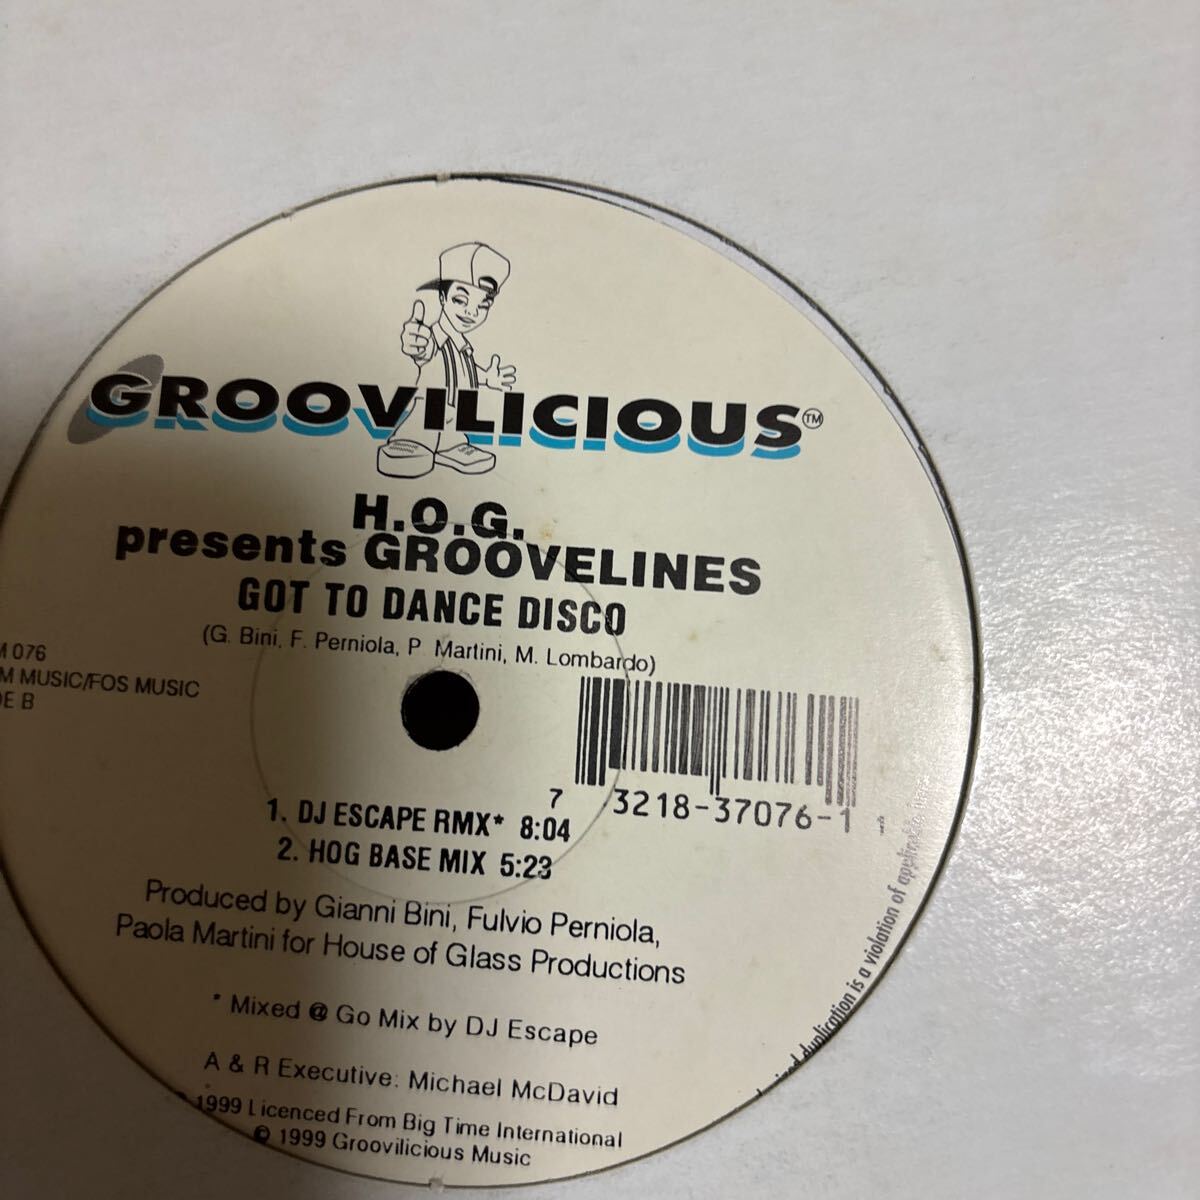 GROOVILICIOUS™
H.O.G.
presents GROOVELINES
GOT TO DANCE DISCO
(G. Bini, F. Perniola, P. Martini, M. Lombardo)
M 076
M MUSIC/FOS MUSIC
DE B
7 3218-37076-1
1. DJ ESCAPE RMX* 8:04
2. HOG BASE MIX 5:23
Produced by Gianni Bini, Fulvio Perniola,
Paola Martini for House of Glass Productions
* Mixed @ Go Mix by DJ Escape
A & R Executive: Michael McDavid
1999 Licenced From Big Time International
© 1999 Groovilicious Music
duplication is a violation of applicable